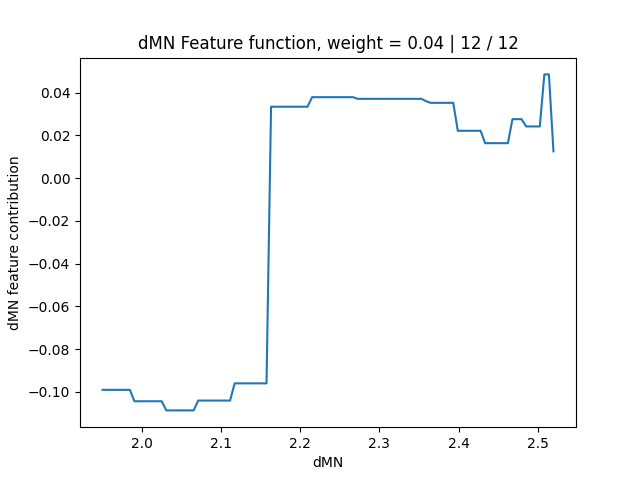 dMN Feature function, weight = 0.04 | 12 / 12
dMN feature contribution
0.04
0.02
0.00
−0.02
−0.04
−0.06
−0.08
−0.10
2.0 2.1 2.2 2.3 2.4 2.5
dMN